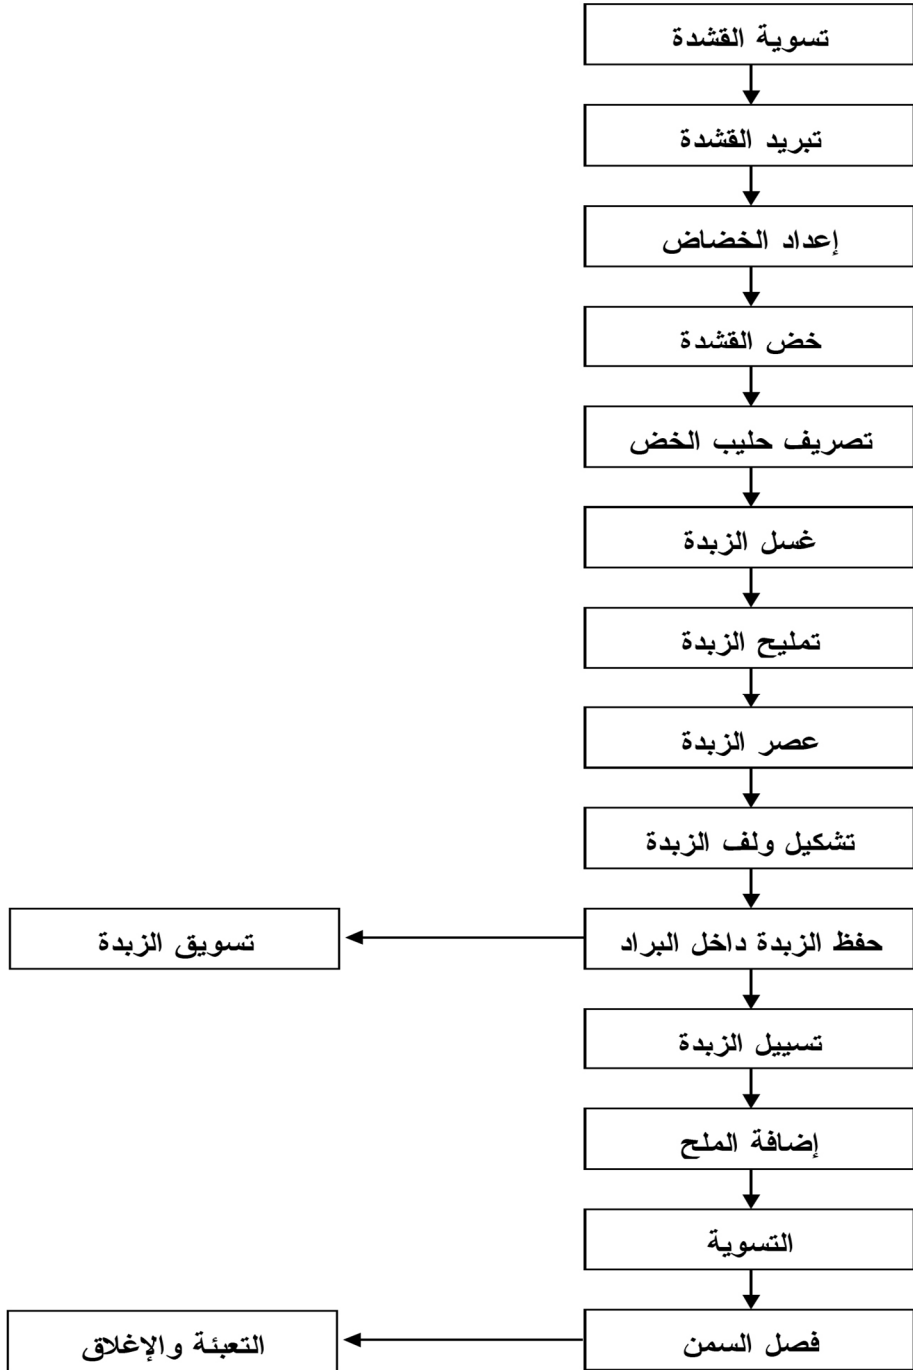 تسوية القشدة
تبريد القشدة
إعداد الخضاض
خض القشدة
تصريف حليب الخض
غسل الزبدة
تمليح الزبدة
عصر الزبدة
تشكيل ولف الزبدة
حفظ الزبدة داخل البراد
تسويق الزبدة
تسييل الزبدة
إضافة الملح
التسوية
فصل السمن
التعبئة والإغلاق